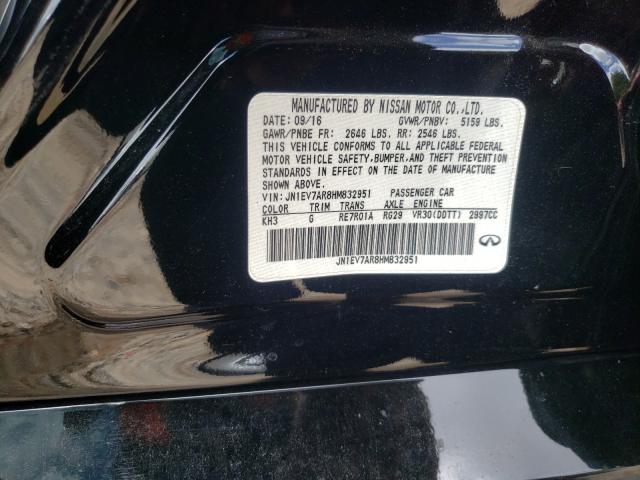 MANUFACTURED BY NISSAN MOTOR CO.,LTD.
DATE: 09/16 GVWR/PNBV: 5159 LBS.
GAWR/PNBE FR: 2646 LBS. RR: 2546 LBS.
THIS VEHICLE CONFORMS TO ALL APPLICABLE FEDERAL
MOTOR VEHICLE SAFETY,BUMPER,AND THEFT PREVENTION
STANDARDS IN EFFECT ON THE DATE OF MANUFACTURE
SHOWN ABOVE.
VIN:JN1EV7AR8HM832951 PASSENGER CAR
COLOR TRIM TRANS AXLE ENGINE
KH3 G RE7R01A RG29 VR30(DDTT) 2997CC
JN1EV7AR8HM832951